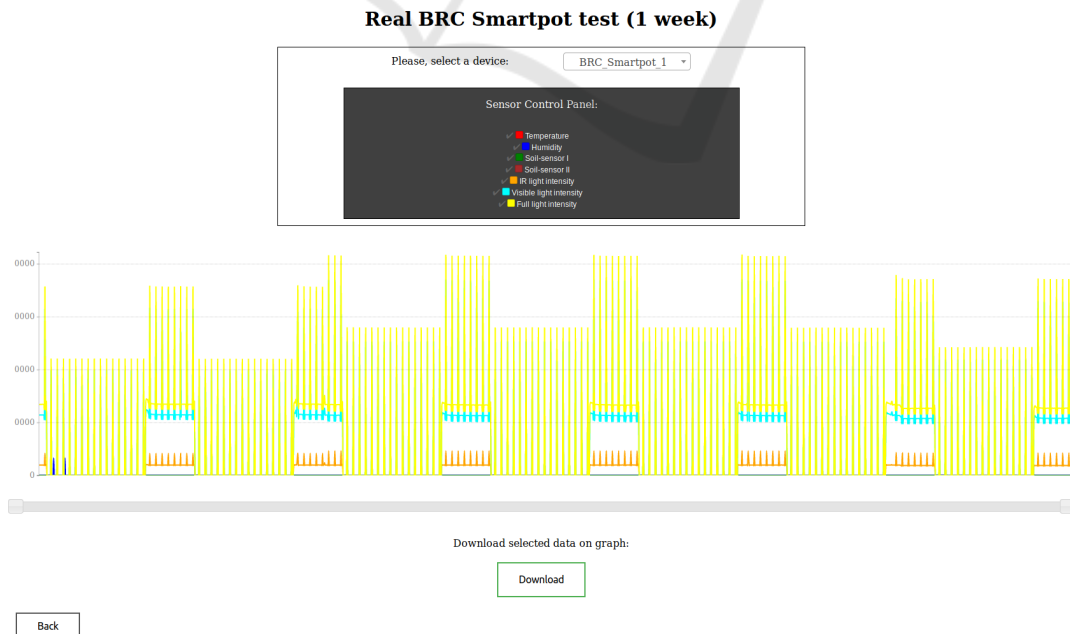 Real BRC Smartpot test (1 week)
Please, select a device: BRC_Smartpot_1
Sensor Control Panel:
Temperature
Humidity
Soil-sensor I
Soil-sensor II
IR light intensity
Visible light intensity
Full light intensity
0000
0000
0000
0000
0
Download selected data on graph:
Download
Back